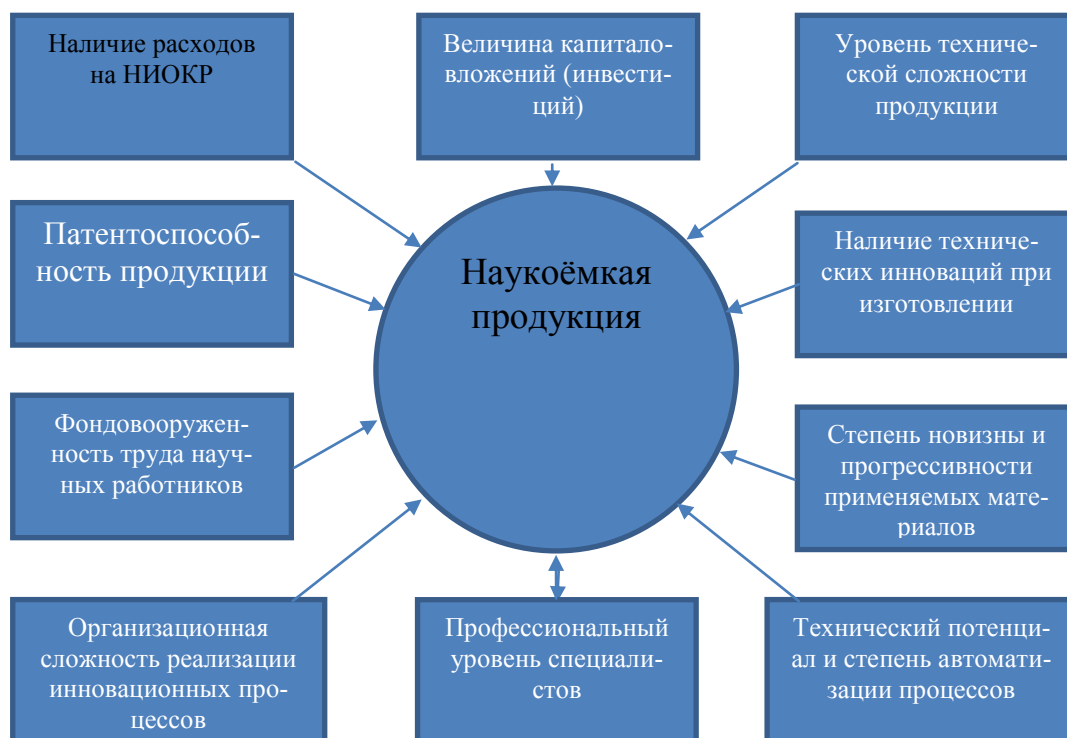 Наличие расходов
на НИОКР
Величина капитало-
вложений (инвести-
ций)
Уровень техниче-
ской сложности
продукции
Патентоспособ-
ность продукции
Наукоёмкая
продукция
Наличие техниче-
ских инноваций при
изготовлении
Фондовооружен-
ность труда науч-
ных работников
Степень новизны и
прогрессивности
применяемых мате-
риалов
Организационная
сложность реализации
инновационных про-
цессов
Профессиональный
уровень специали-
стов
Технический потенци-
ал и степень автомати-
зации процессов